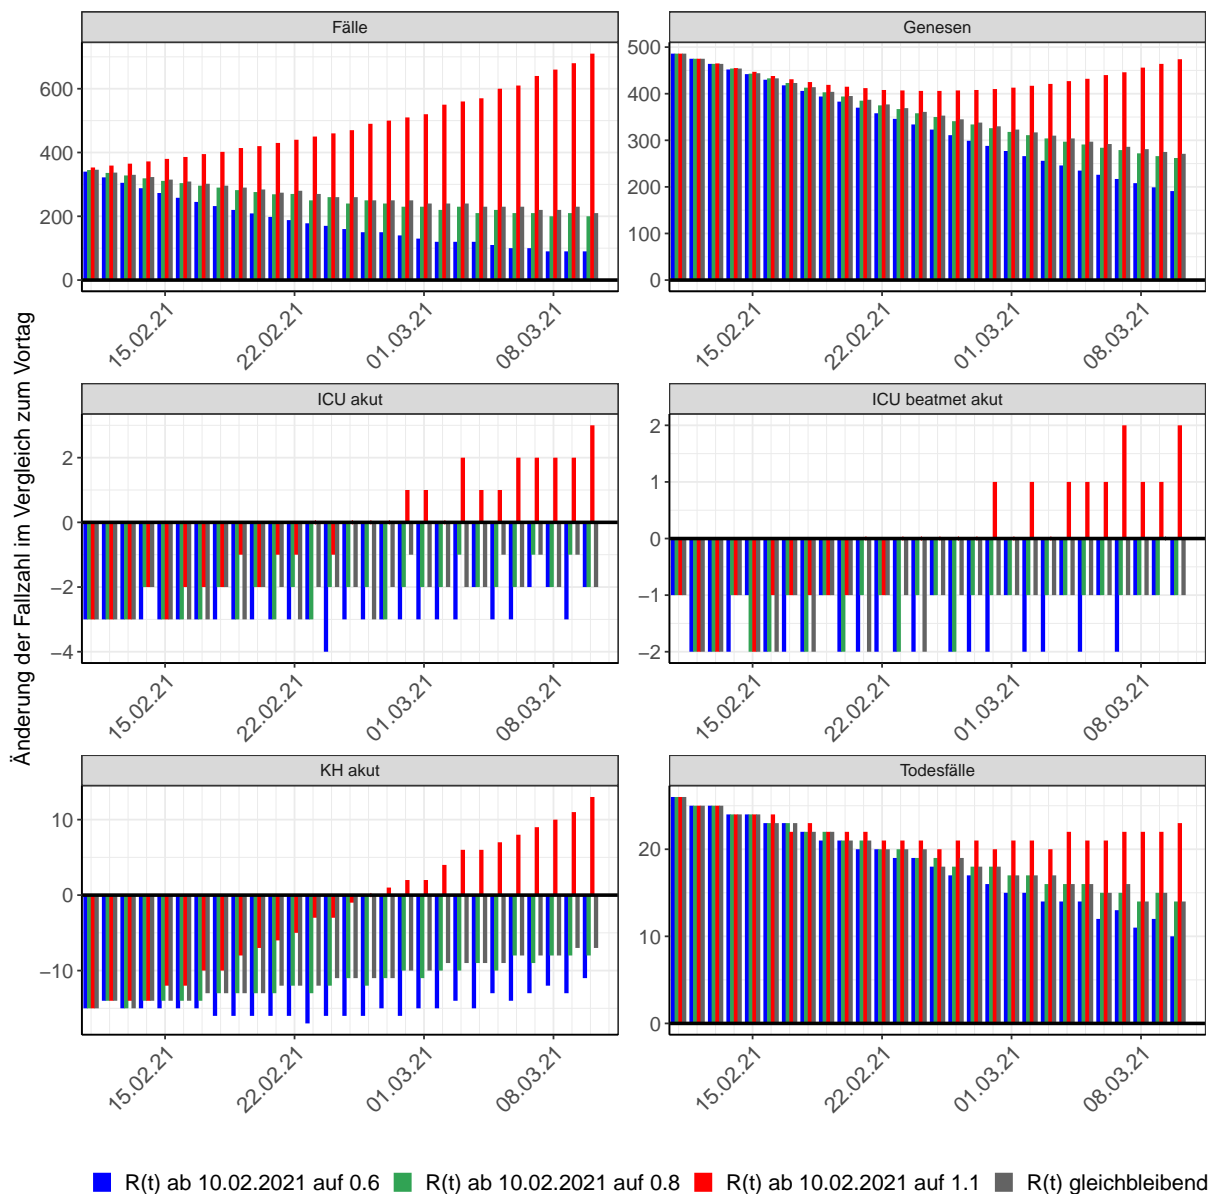 Änderung der Fallzahl im Vergleich zum Vortag
Fälle
600
400
200
0
15.02.21 22.02.21 01.03.21 08.03.21
Genesen
500
400
300
200
100
0
15.02.21 22.02.21 01.03.21 08.03.21
ICU akut
2
0
−2
−4
15.02.21 22.02.21 01.03.21 08.03.21
ICU beatmet akut
2
1
0
−1
−2
15.02.21 22.02.21 01.03.21 08.03.21
KH akut
10
0
−10
15.02.21 22.02.21 01.03.21 08.03.21
Todesfälle
20
10
0
15.02.21 22.02.21 01.03.21 08.03.21
R(t) ab 10.02.2021 auf 0.6 R(t) ab 10.02.2021 auf 0.8 R(t) ab 10.02.2021 auf 1.1 R(t) gleichbleibend